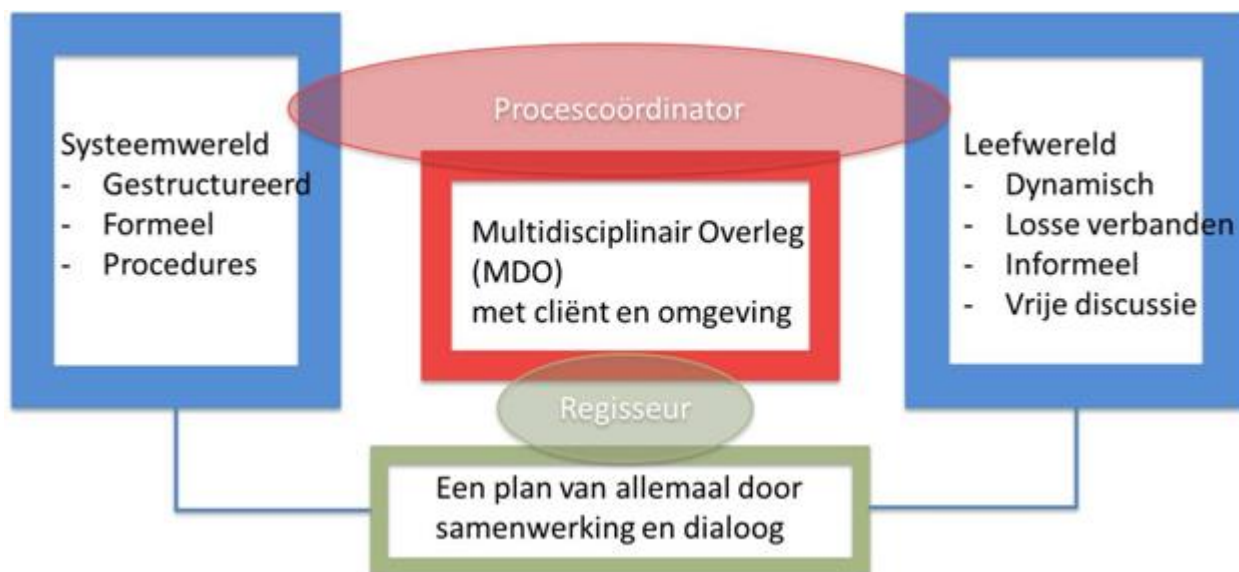 Procescoördinator
Systeemwereld
- Gestructureerd
- Formeel
- Procedures
Multidisciplinair Overleg
(MDO)
met cliënt en omgeving
Leefwereld
- Dynamisch
- Losse verbanden
- Informeel
- Vrije discussie
Regisseur
Een plan van allemaal door
samenwerking en dialoog